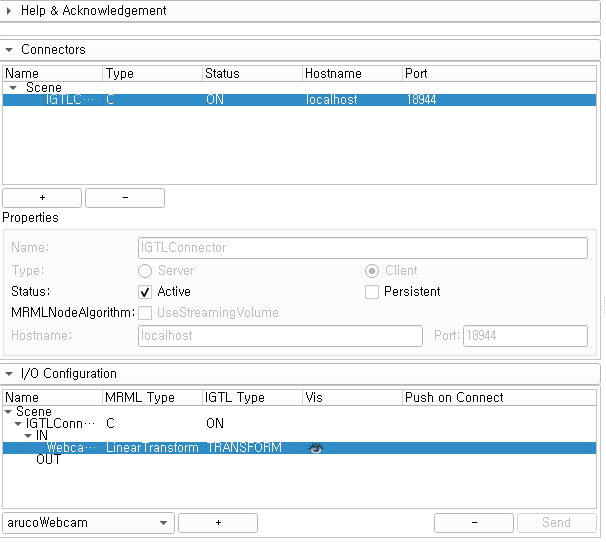 Help & Acknowledgement
Connectors
Name Type Status Hostname Port
Scene
IGTLC··· C ON localhost 18944
+ -
Properties
Name: IGTLConnector
Type: Server Client
Status: Active Persistent
MRMLNodeAlgorithm: UseStreamingVolume
Hostname: localhost Port: 18944
I/O Configuration
Name MRML Type IGTL Type Vis Push on Connect
Scene
IGTLConn··· C ON
IN
Webca··· LinearTransform TRANSFORM
OUT
arucoWebcam + - Send